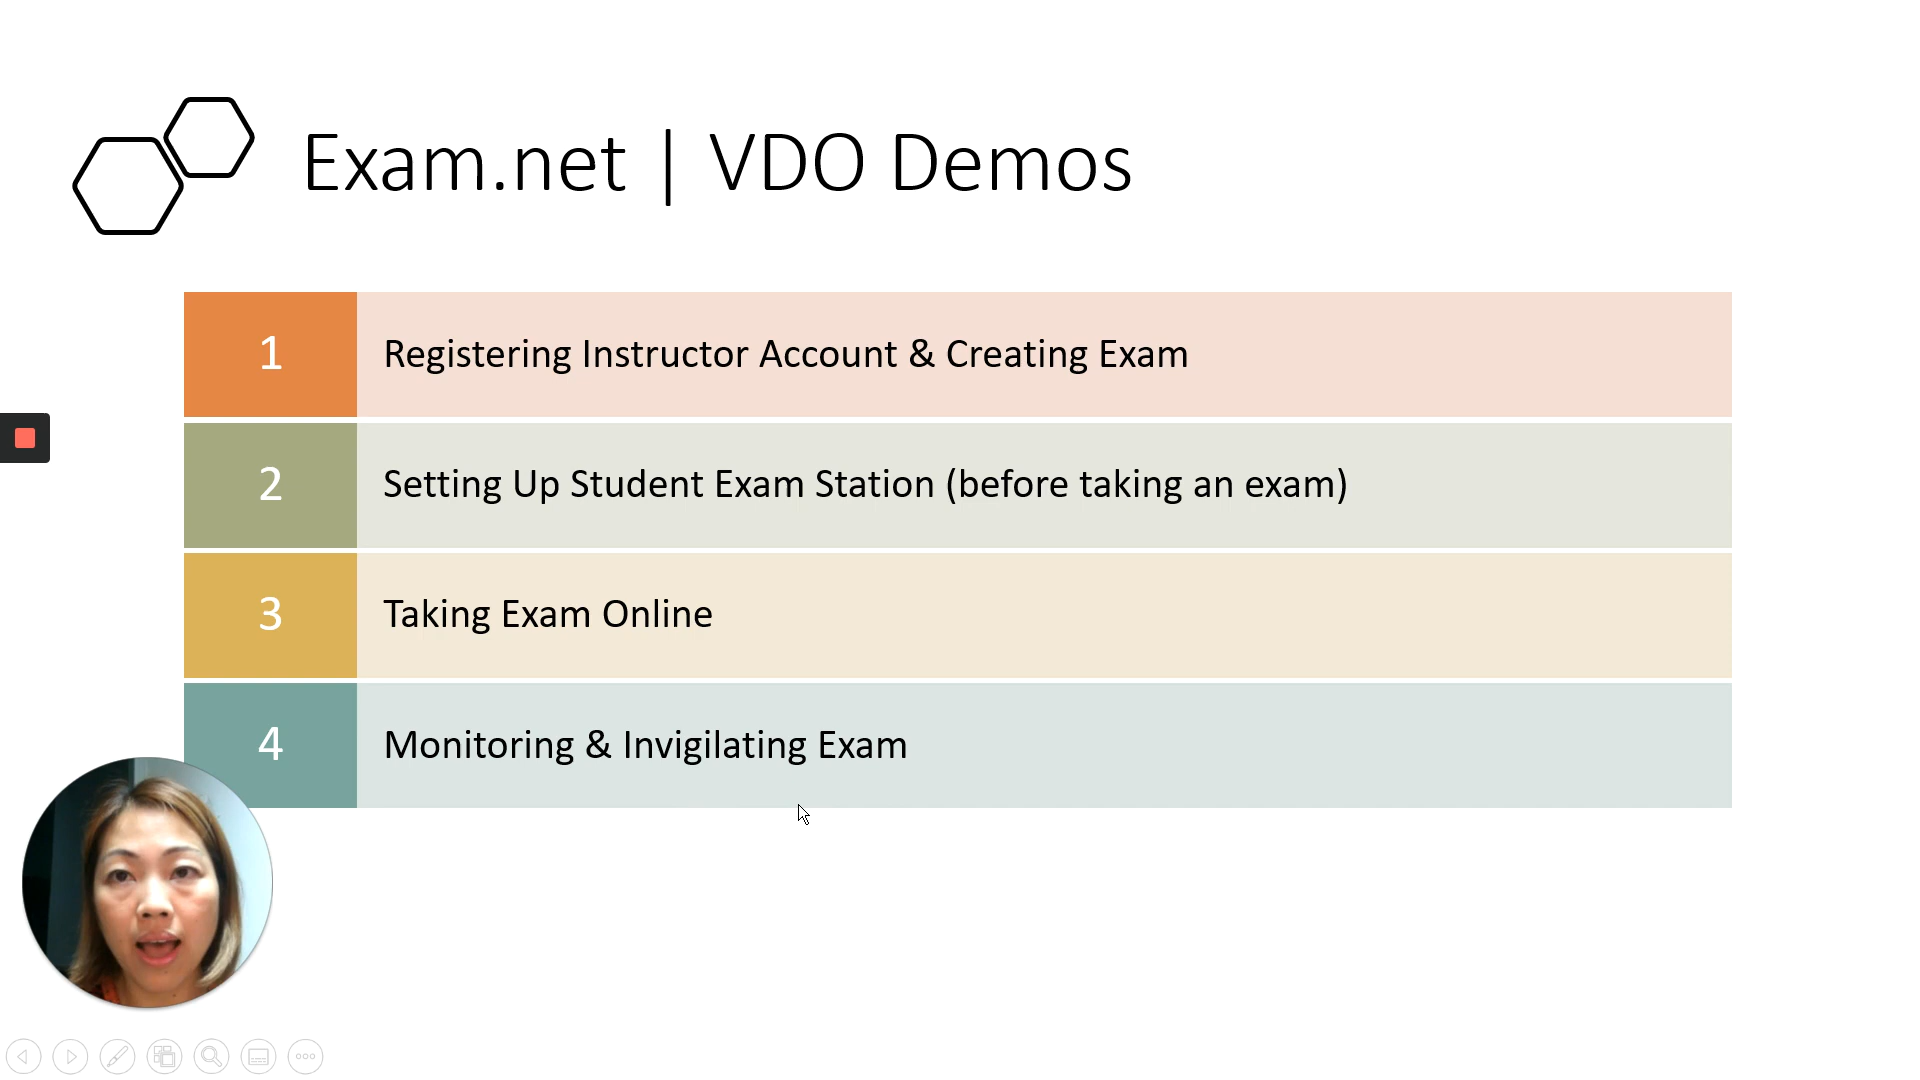 Exam.net | VDO Demos
1
Registering Instructor Account & Creating Exam
2
Setting Up Student Exam Station (before taking an exam)
3
Taking Exam Online
4
Monitoring & Invigilating Exam